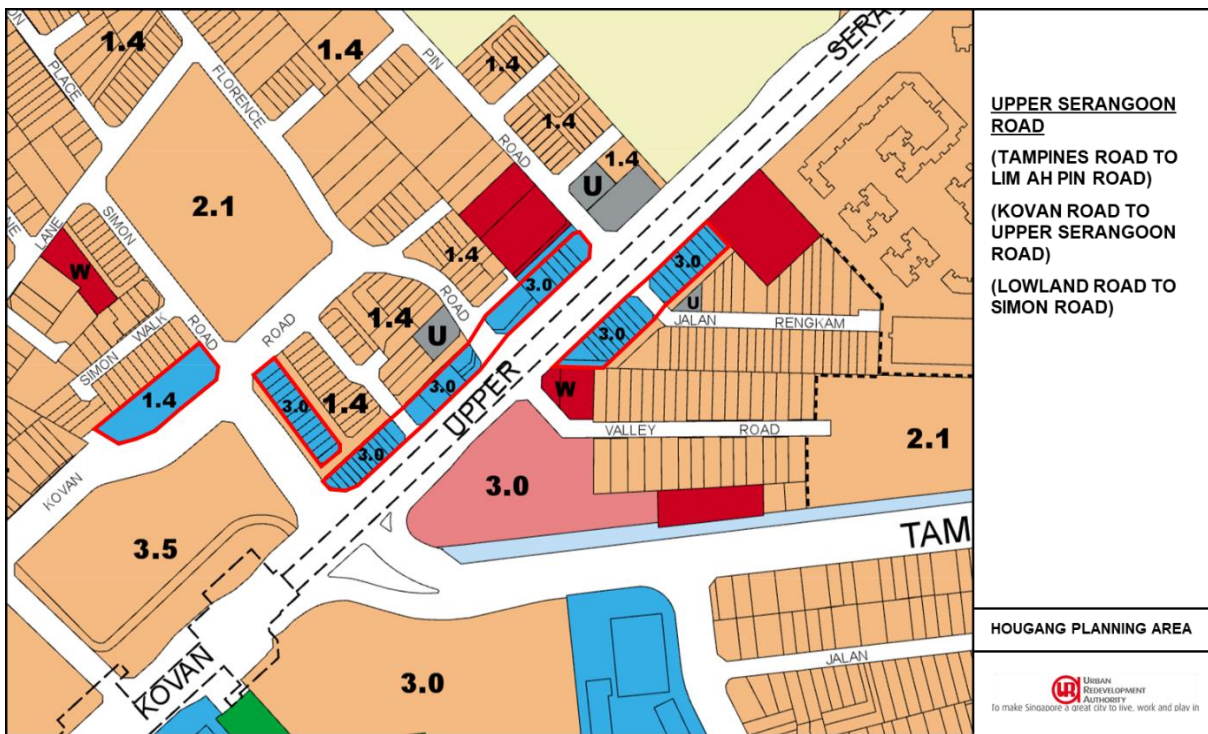 ON
PLACE
1.4
FLORENCE
1.4
PIN
ROAD
1.4
1.4
1.4
U
SERA
2.1
LANE
NE
SIMON
ROAD
W
SIMON WALK
1.4
ROAD
1.4
ROAD
1.4
U
3.0
3.0
3.0
3.0
1.4
3.0
3.0
U
JALAN RENGKAM
UPPER
W
VALLEY ROAD
2.1
3.0
KOVAN
3.5
TAM
KOVAN
3.0
JALAN
UPPER SERANGOON
ROAD
(TAMPINES ROAD TO
LIM AH PIN ROAD)
(KOVAN ROAD TO
UPPER SERANGOON
ROAD)
(LOWLAND ROAD TO
SIMON ROAD)
HOUGANG PLANNING AREA
URBAN
REDEVELOPMENT
AUTHORITY
To make Singapore a great city to live, work and play in